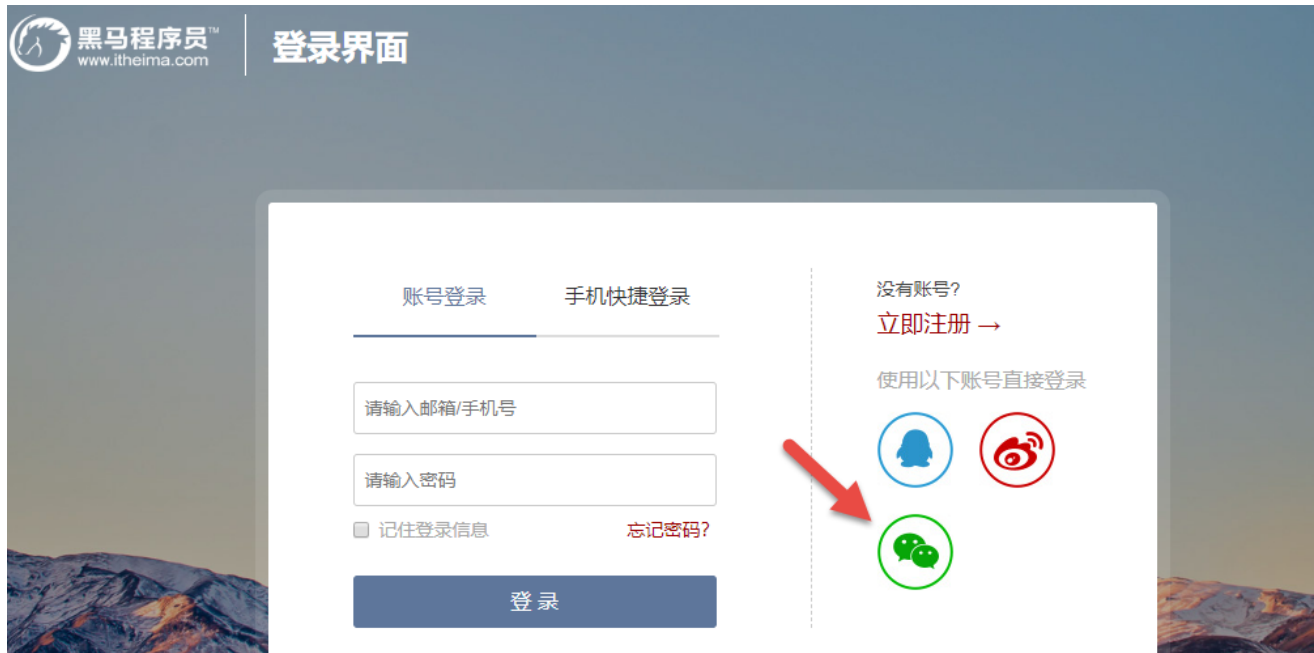 黑马程序员™
www.itheima.com
登录界面
账号登录
手机快捷登录
请输入邮箱/手机号
请输入密码
记住登录信息
忘记密码?
登录
没有账号?
立即注册 →
使用以下账号直接登录